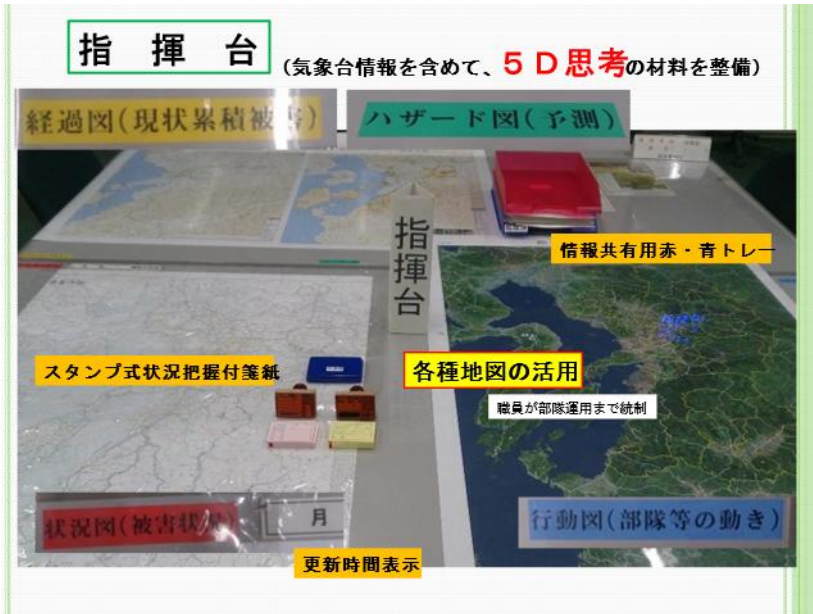 指揮台
(気象台情報を含めて、５Ｄ思考の材料を整備)
経過図(現状累積被害)
ハザード図(予測)
指揮台
情報共有用赤・青トレー
スタンプ式状況把握付箋紙
各種地図の活用
職員が部隊運用まで統制
状況図(被害状況)
月
行動図(部隊等の動き)
更新時間表示